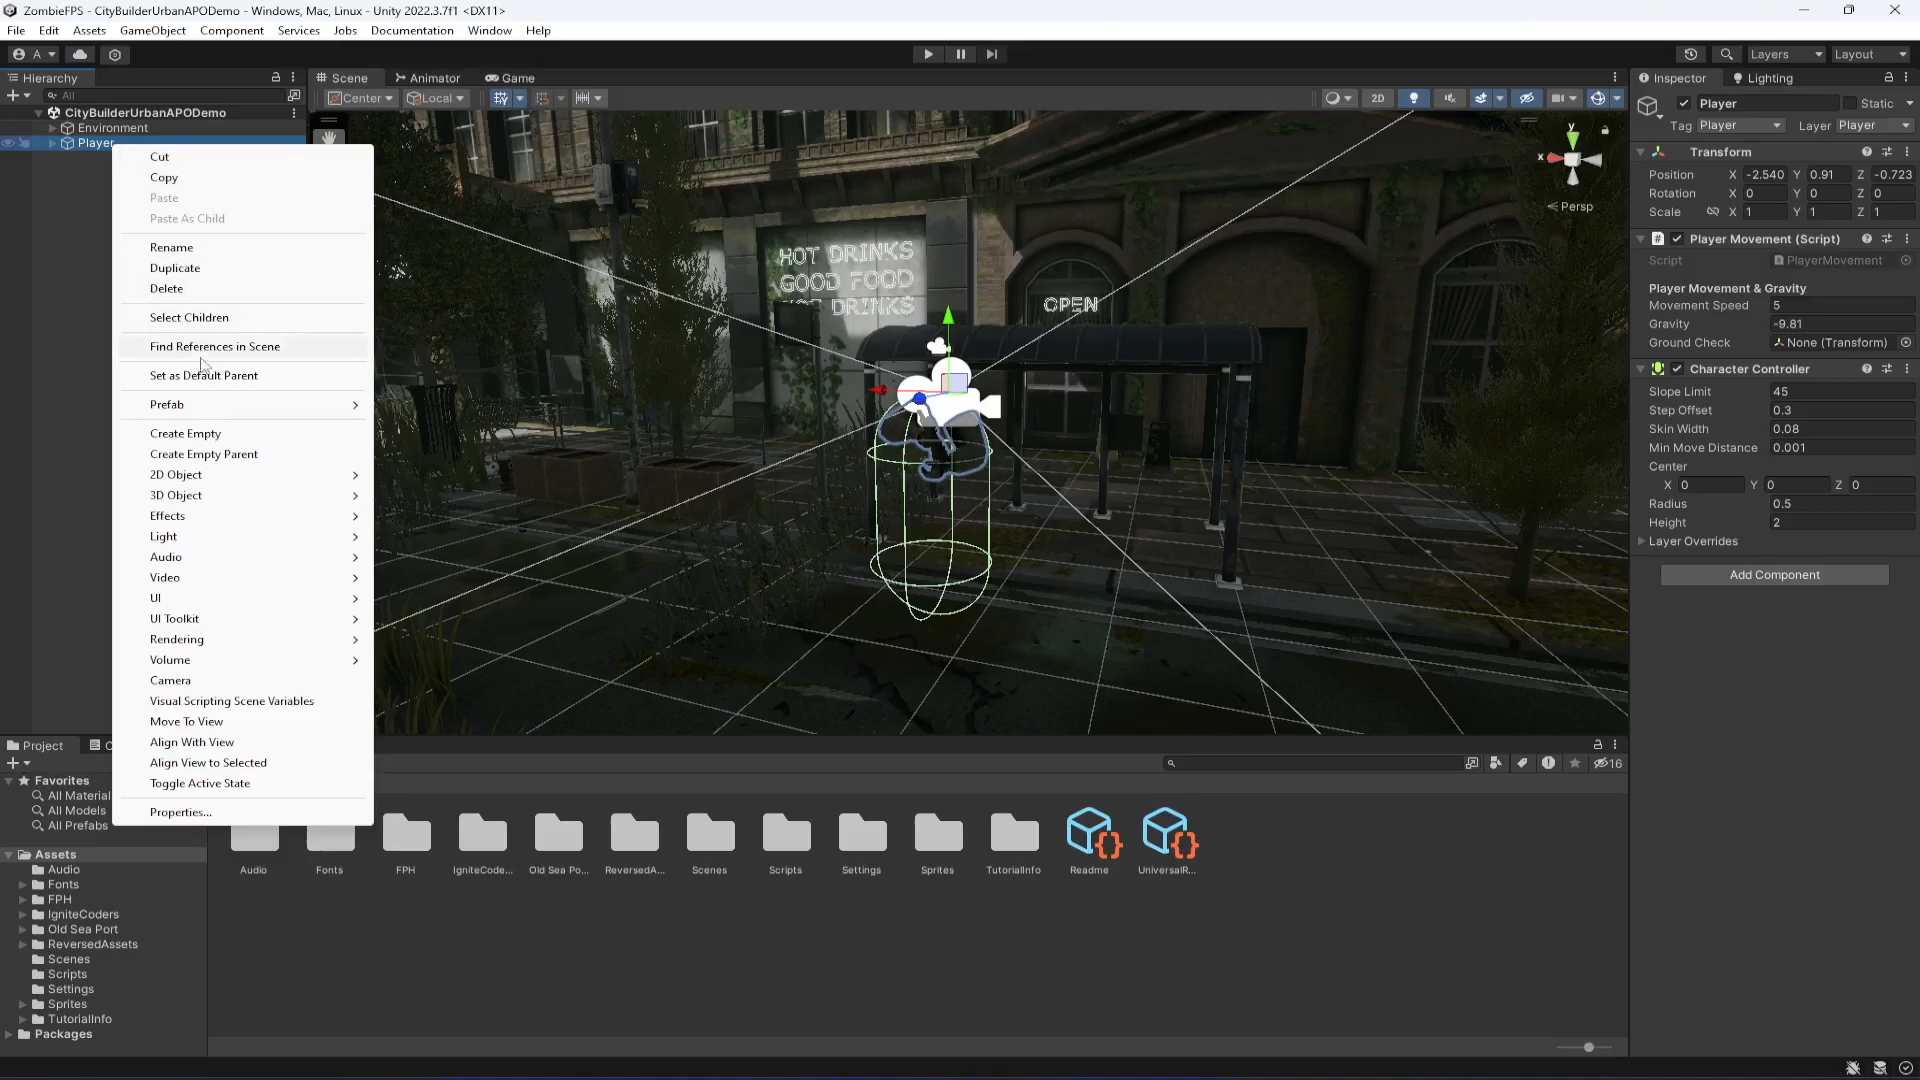 ZombieFPS - CityBuilderUrbanAPODemo - Windows, Mac, Linux - Unity 2022.3.7f1 <DX11>
File Edit Assets GameObject Component Services Jobs Documentation Window Help
A Layers Layout
Hierarchy
All
CityBuilderUrbanAPODemo
Environment
Player
Cut
Copy
Paste
Paste As Child
Rename
Duplicate
Delete
Select Children
Find References in Scene
Set as Default Parent
Prefab
Create Empty
Create Empty Parent
2D Object
3D Object
Effects
Light
Audio
Video
UI
UI Toolkit
Rendering
Volume
Camera
Visual Scripting Scene Variables
Move To View
Align With View
Align View to Selected
Toggle Active State
Properties...
Scene Animator Game
Center Local 2D
HOT DRINKS
GOOD FOOD
HOT DRINKS
OPEN
y
x
Persp
Inspector Lighting
Player Static
Tag Player Layer Player
Transform
Position X -2.540 Y 0.91 Z -0.723
Rotation X 0 Y 0 Z 0
Scale X 1 Y 1 Z 1
Player Movement (Script)
Script PlayerMovement
Player Movement & Gravity
Movement Speed 5
Gravity -9.81
Ground Check None (Transform)
Character Controller
Slope Limit 45
Step Offset 0.3
Skin Width 0.08
Min Move Distance 0.001
Center
X 0 Y 0 Z 0
Radius 0.5
Height 2
Layer Overrides
Add Component
Project C
16
Favorites
All Material
All Models
All Prefabs
Assets
Audio
Fonts
FPH
IgniteCoders
Old Sea Port
ReversedAssets
Scenes
Scripts
Settings
Sprites
TutorialInfo
Packages
Audio Fonts FPH IgniteCode... Old Sea Po... ReversedA... Scenes Scripts Settings Sprites TutorialInfo Readme UniversalR...